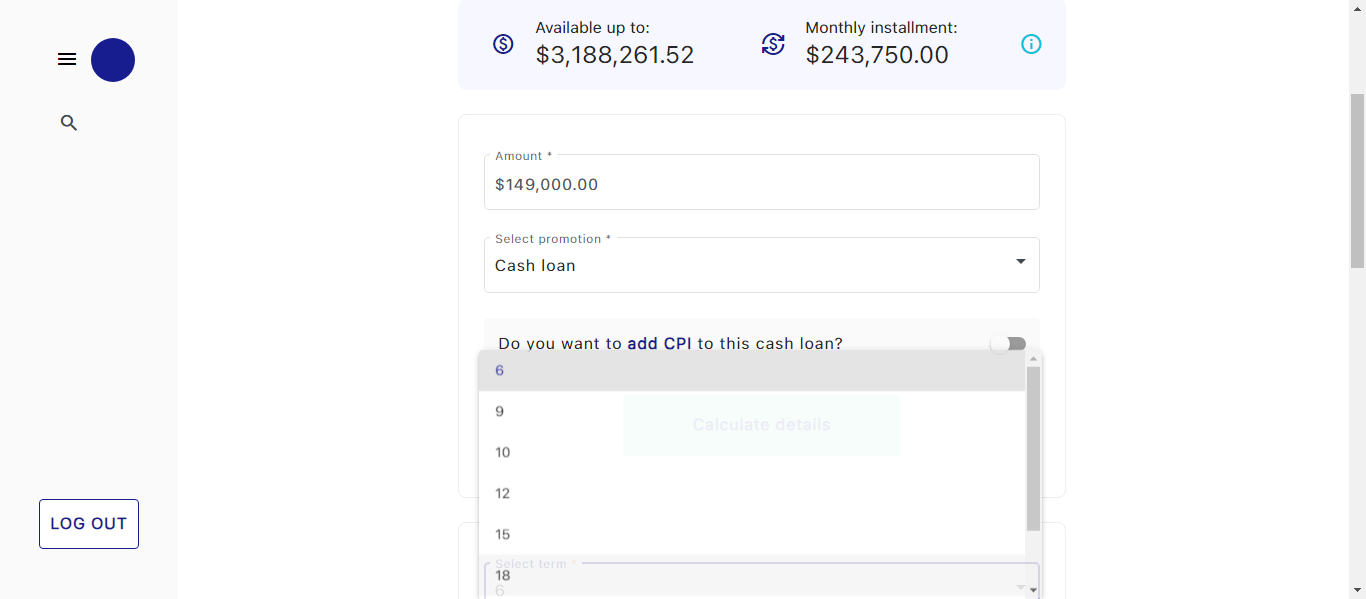 Available up to:
$3,188,261.52
Monthly installment:
$243,750.00
Amount *
$149,000.00
Select promotion *
Cash loan
Do you want to add CPI to this cash loan?
6
9
Calculate details
10
12
15
Select term *
18
6
LOG OUT